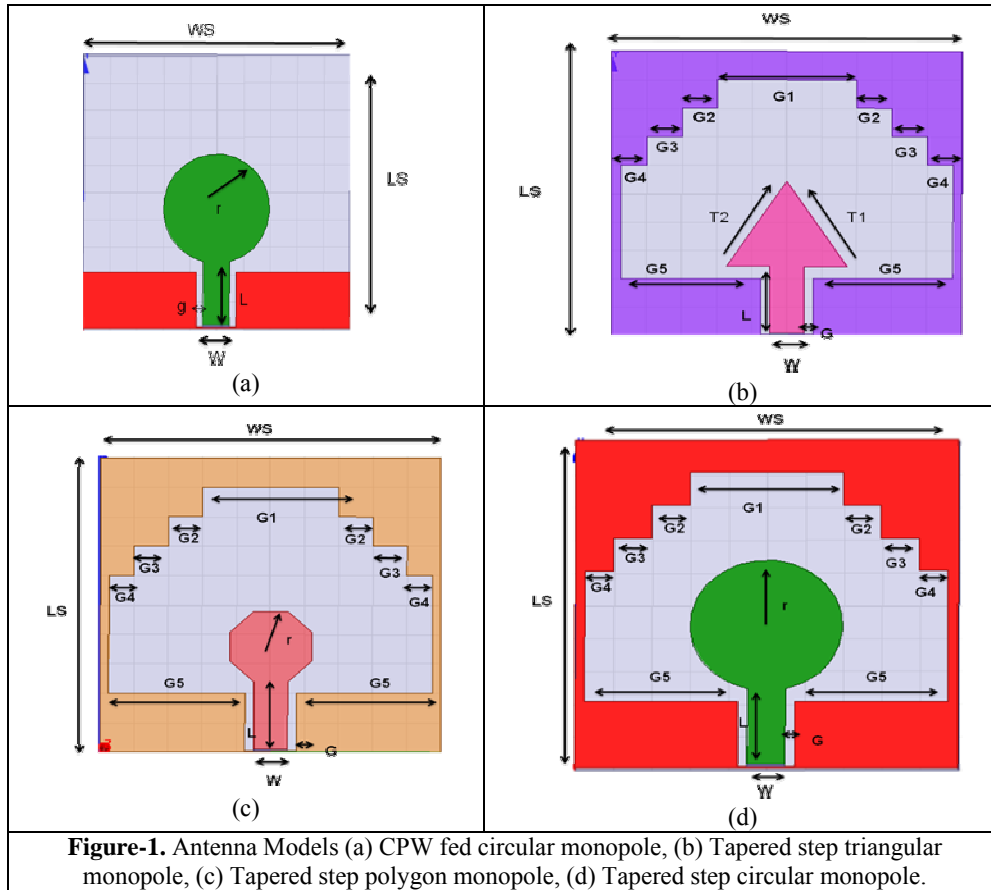 WS
LS
r
g
L
W
(a)
WS
LS
G1
G2
G2
G3
G3
G4
G4
T2
T1
G5
G5
L
G
W
(b)
WS
LS
G1
G2
G2
G3
G3
G4
G4
r
G5
G5
L
G
W
(c)
WS
LS
G1
G2
G2
G3
G3
G4
G4
r
G5
G5
L
G
W
(d)
Figure-1. Antenna Models (a) CPW fed circular monopole, (b) Tapered step triangular
monopole, (c) Tapered step polygon monopole, (d) Tapered step circular monopole.